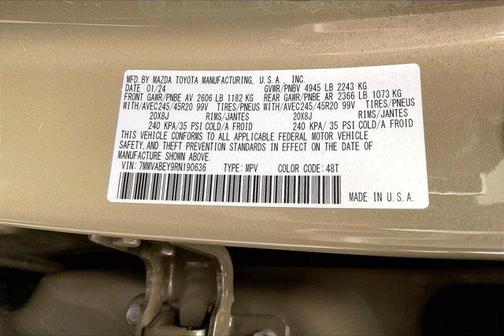 MFD. BY MAZDA TOYOTA MANUFACTURING, U.S.A., INC.
DATE 01/24 GVWR/PNBV 4945 LB 2243 KG
FRONT GAWR/PNBE AV 2606 LB 1182 KG REAR GAWR/PNBE AR 2366 LB 1073 KG
WITH/AVEC 245/45R20 99V TIRES/PNEUS WITH/AVEC 245/45R20 99V TIRES/PNEUS
20X8J RIMS/JANTES 20X8J RIMS/JANTES
240 KPA/35 PSI COLD/A FROID 240 KPA/35 PSI COLD/A FROID
THIS VEHICLE CONFORMS TO ALL APPLICABLE FEDERAL MOTOR VEHICLE
SAFETY, AND THEFT PREVENTION STANDARDS IN EFFECT ON THE DATE OF
MANUFACTURE SHOWN ABOVE.
VIN: 7MMVABEY9RN190636 TYPE: MPV COLOR CODE: 48T
MADE IN U.S.A.